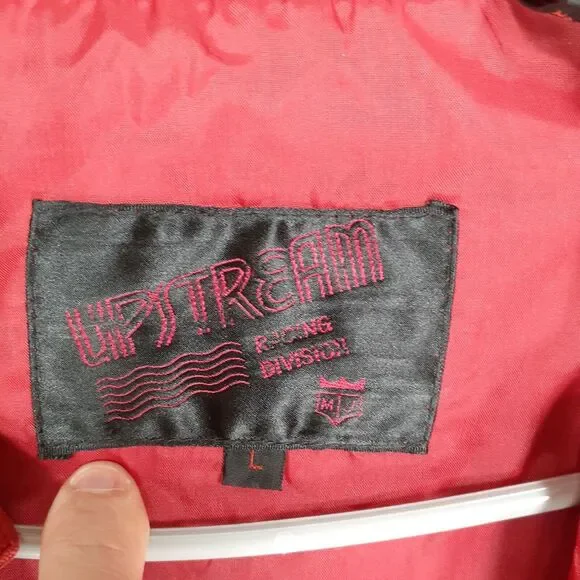 UPSTREAM
RACING
DIVISION
M J
L